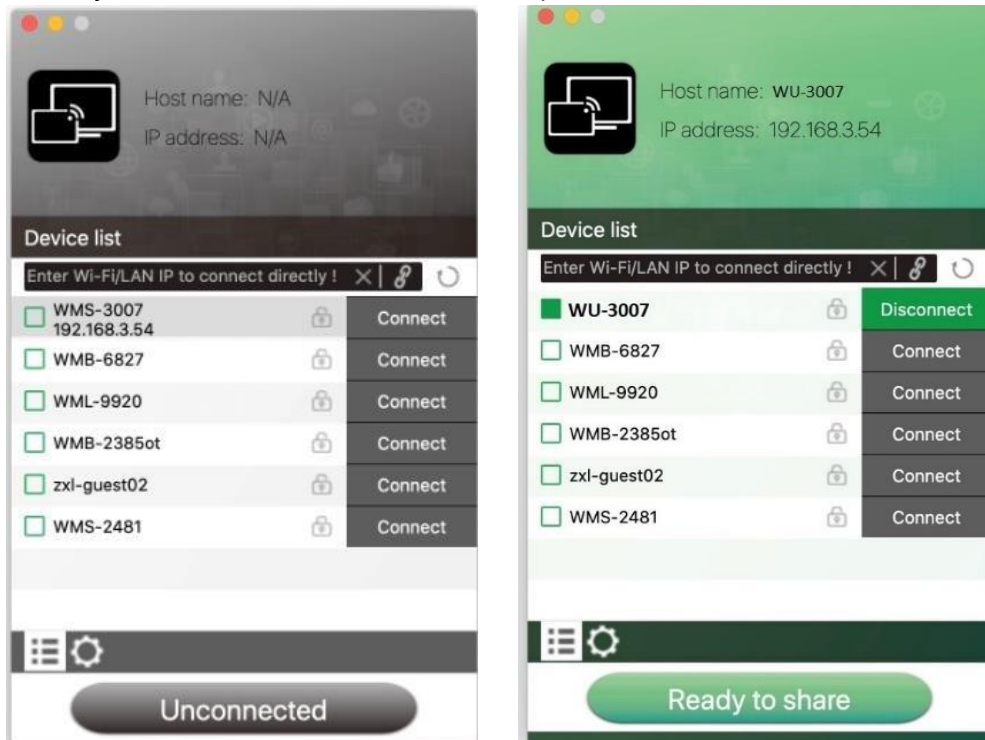 Host name: N/A
IP address: N/A
Device list
Enter Wi-Fi/LAN IP to connect directly !
WMS-3007
192.168.3.54
Connect
WMB-6827
Connect
WML-9920
Connect
WMB-2385ot
Connect
zxl-guest02
Connect
WMS-2481
Connect
Unconnected
Host name: WU-3007
IP address: 192.168.3.54
Device list
Enter Wi-Fi/LAN IP to connect directly !
WU-3007
Disconnect
WMB-6827
Connect
WML-9920
Connect
WMB-2385ot
Connect
zxl-guest02
Connect
WMS-2481
Connect
Ready to share